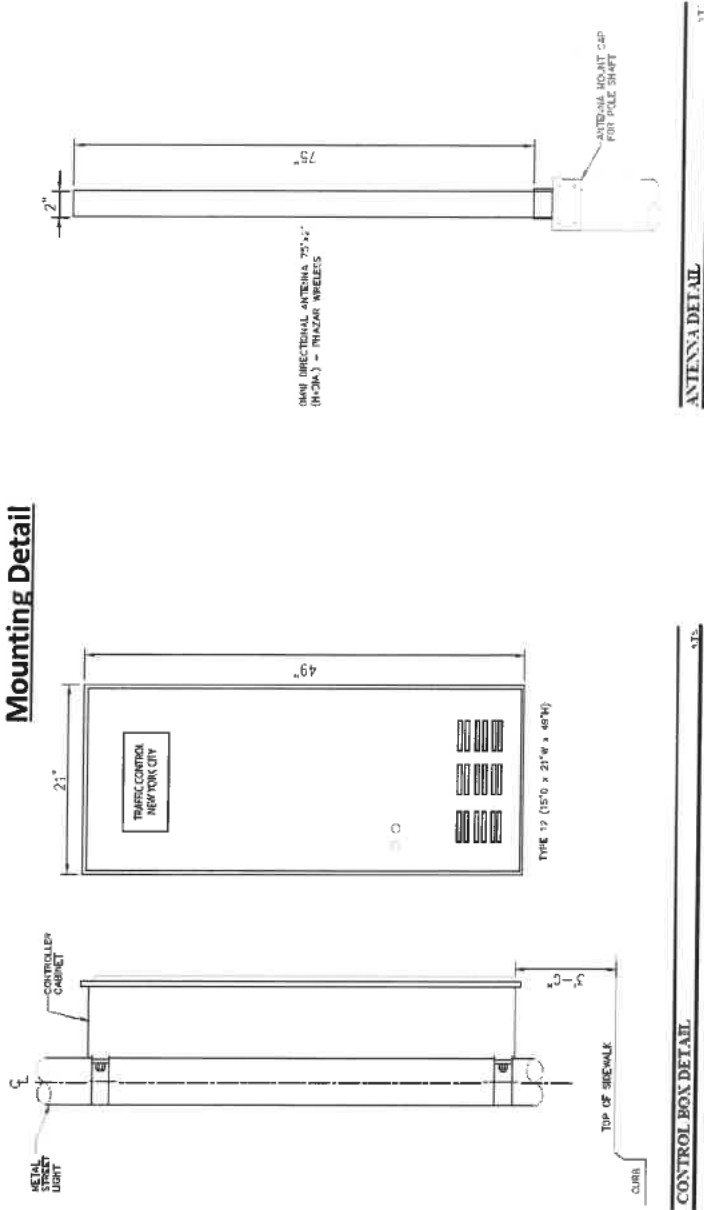 Mounting Detail
METAL
STREET
LIGHT
CONTROLLER
CABINET
21"
49"
TRAFFIC CONTROL
NEW YORK CITY
TYPE 12 (15"D x 21"W x 49"H)
TOP OF SIDEWALK
CURB
CONTROL BOX DETAIL
2"
75"
OMNI DIRECTIONAL ANTENNA 75"x2"
(H×DIA.) - PHAZAR WIRELESS
ANTENNA MOUNT CAP
FOR POLE SHAFT
ANTENNA DETAIL